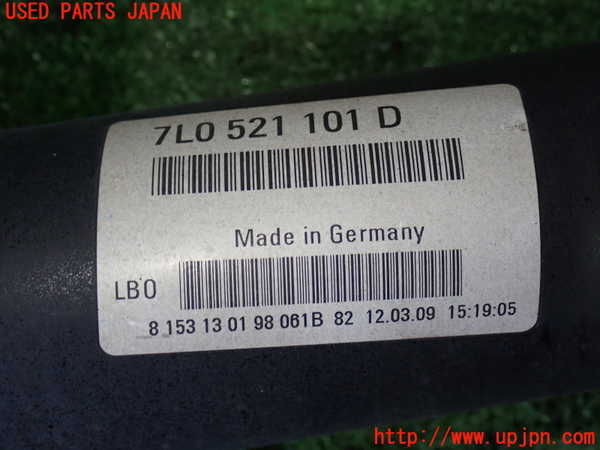 USED PARTS JAPAN
7L0 521 101 D
Made in Germany
LB0
8 153 13 01 98 061B 82 12.03.09 15:19:05
http://www.upjpn.com/